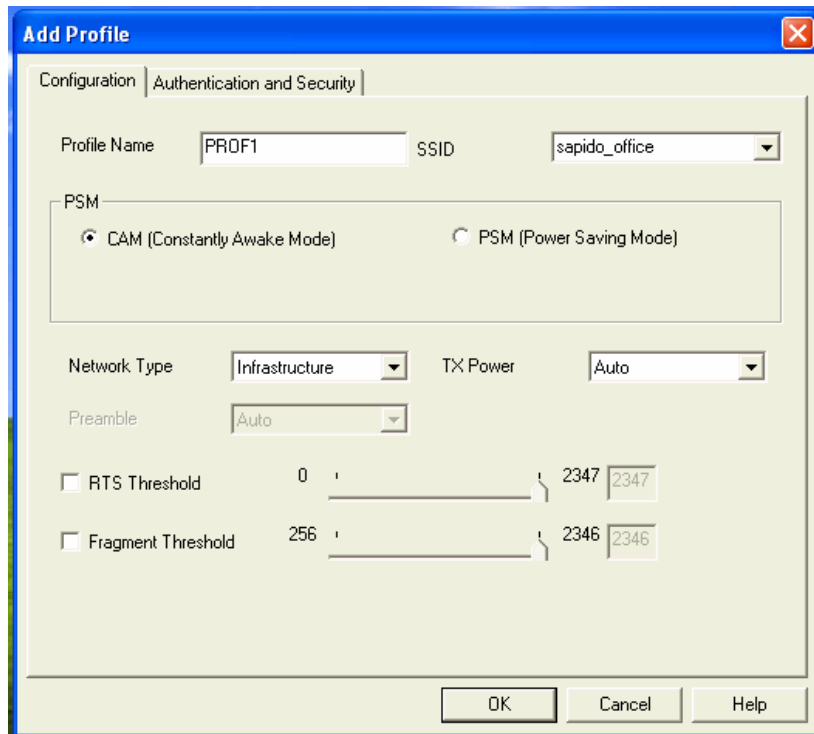 Add Profile
Configuration Authentication and Security
Profile Name PROF1 SSID sapido_office
PSM
CAM (Constantly Awake Mode) PSM (Power Saving Mode)
Network Type Infrastructure TX Power Auto
Preamble Auto
RTS Threshold 0 2347 2347
Fragment Threshold 256 2346 2346
OK Cancel Help